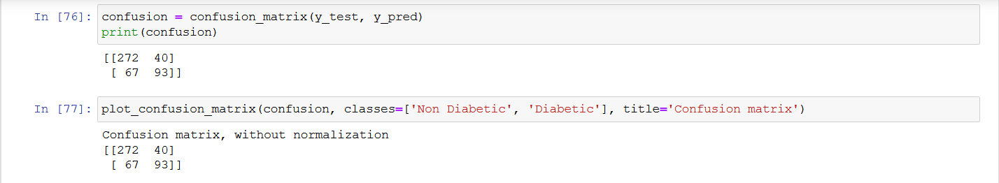 In [76]: confusion = confusion_matrix(y_test, y_pred)
print(confusion)
[[272  40]
 [ 67  93]]
In [77]: plot_confusion_matrix(confusion, classes=['Non Diabetic', 'Diabetic'], title='Confusion matrix')
Confusion matrix, without normalization
[[272  40]
 [ 67  93]]